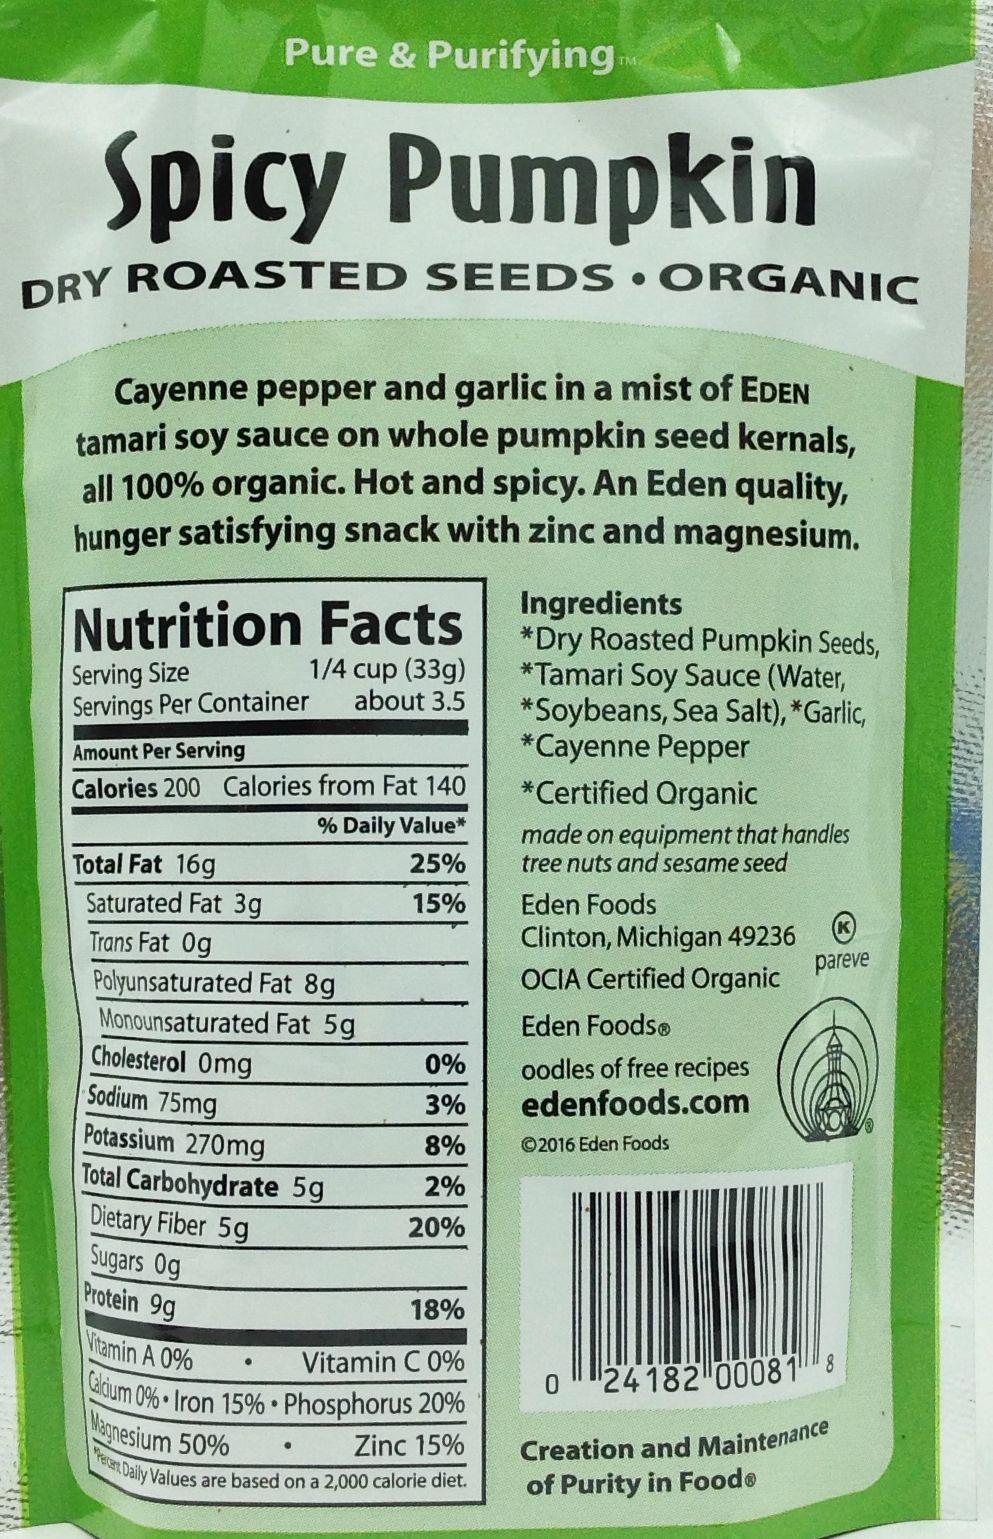 Pure & Purifying™
Spicy Pumpkin
DRY ROASTED SEEDS • ORGANIC
Cayenne pepper and garlic in a mist of EDEN
tamari soy sauce on whole pumpkin seed kernals,
all 100% organic. Hot and spicy. An Eden quality,
hunger satisfying snack with zinc and magnesium.
Nutrition Facts
Serving Size 1/4 cup (33g)
Servings Per Container about 3.5
Amount Per Serving
Calories 200 Calories from Fat 140
% Daily Value*
Total Fat 16g 25%
Saturated Fat 3g 15%
Trans Fat 0g
Polyunsaturated Fat 8g
Monounsaturated Fat 5g
Cholesterol 0mg 0%
Sodium 75mg 3%
Potassium 270mg 8%
Total Carbohydrate 5g 2%
Dietary Fiber 5g 20%
Sugars 0g
Protein 9g 18%
Vitamin A 0% • Vitamin C 0%
Calcium 0% • Iron 15% • Phosphorus 20%
Magnesium 50% • Zinc 15%
*Percent Daily Values are based on a 2,000 calorie diet.
Ingredients
*Dry Roasted Pumpkin Seeds,
*Tamari Soy Sauce (Water,
*Soybeans, Sea Salt), *Garlic,
*Cayenne Pepper
*Certified Organic
made on equipment that handles
tree nuts and sesame seed
Eden Foods
Clinton, Michigan 49236
K
pareve
OCIA Certified Organic
Eden Foods®
oodles of free recipes
edenfoods.com
®
©2016 Eden Foods
0 24182 00081 8
Creation and Maintenance
of Purity in Food®